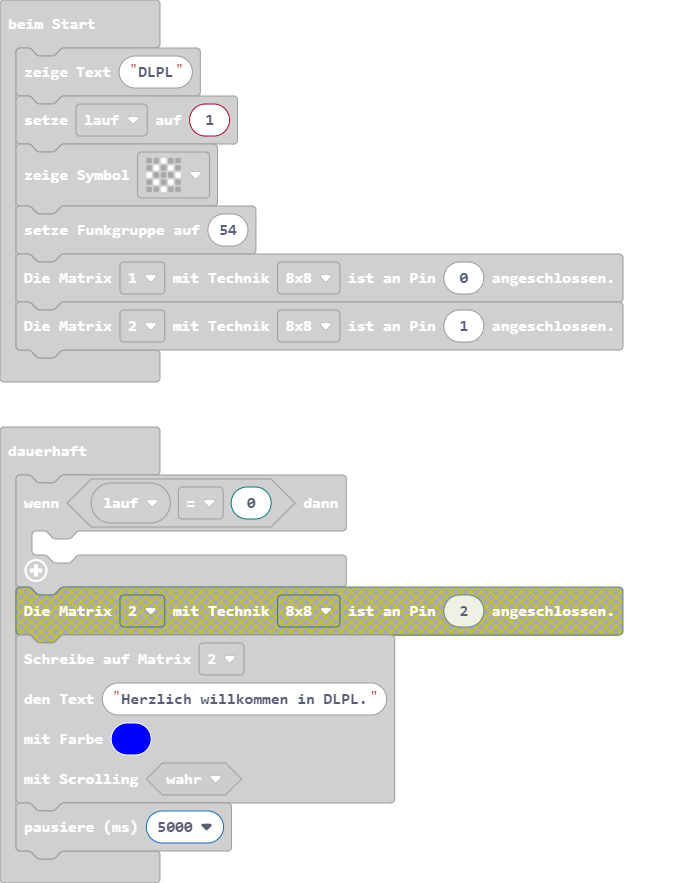 beim Start
zeige Text "DLPL"
setze lauf auf 1
zeige Symbol
setze Funkgruppe auf 54
Die Matrix 1 mit Technik 8x8 ist an Pin 0 angeschlossen.
Die Matrix 2 mit Technik 8x8 ist an Pin 1 angeschlossen.
dauerhaft
wenn lauf = 0 dann
Die Matrix 2 mit Technik 8x8 ist an Pin 2 angeschlossen.
Schreibe auf Matrix 2
den Text "Herzlich willkommen in DLPL."
mit Farbe
mit Scrolling wahr
pausiere (ms) 5000